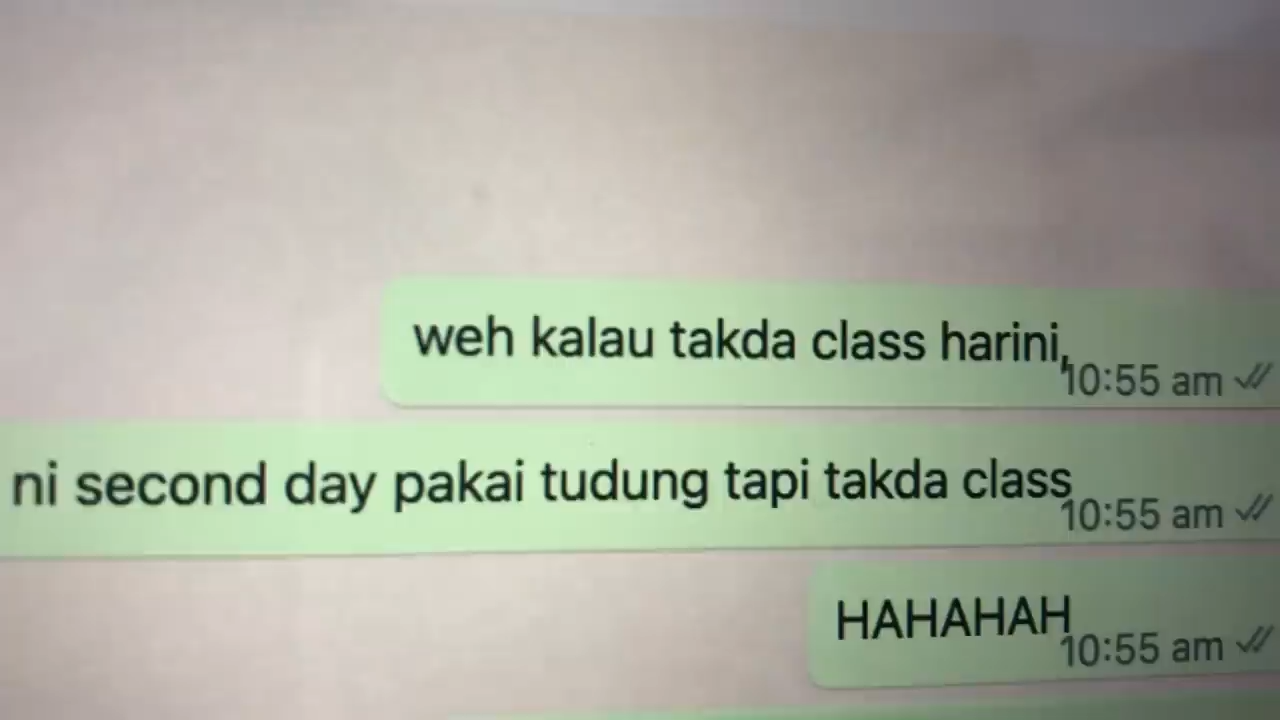 weh kalau takda class harini,
10:55 am
ni second day pakai tudung tapi takda class
10:55 am
HAHAHAH
10:55 am